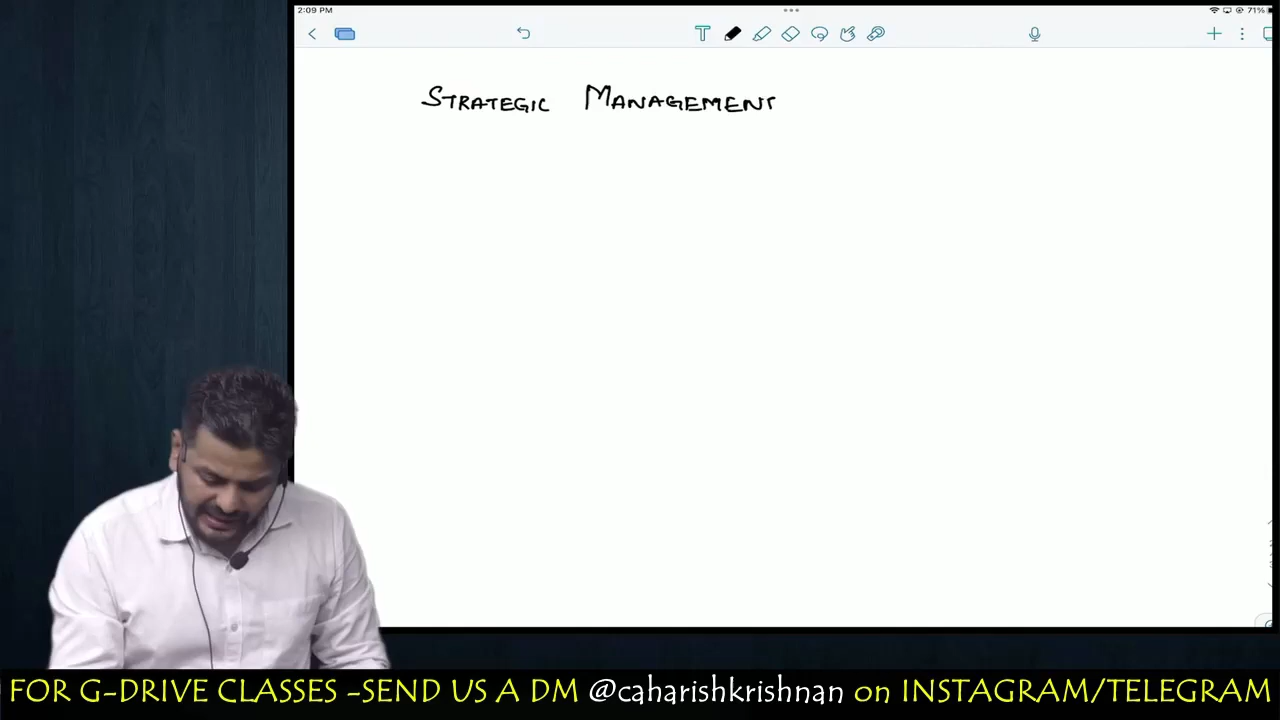 2:09 PM
71%
T
STRATEGIC MANAGEMENT
FOR G-DRIVE CLASSES -SEND US A DM @caharishkrishnan on INSTAGRAM/TELEGRAM